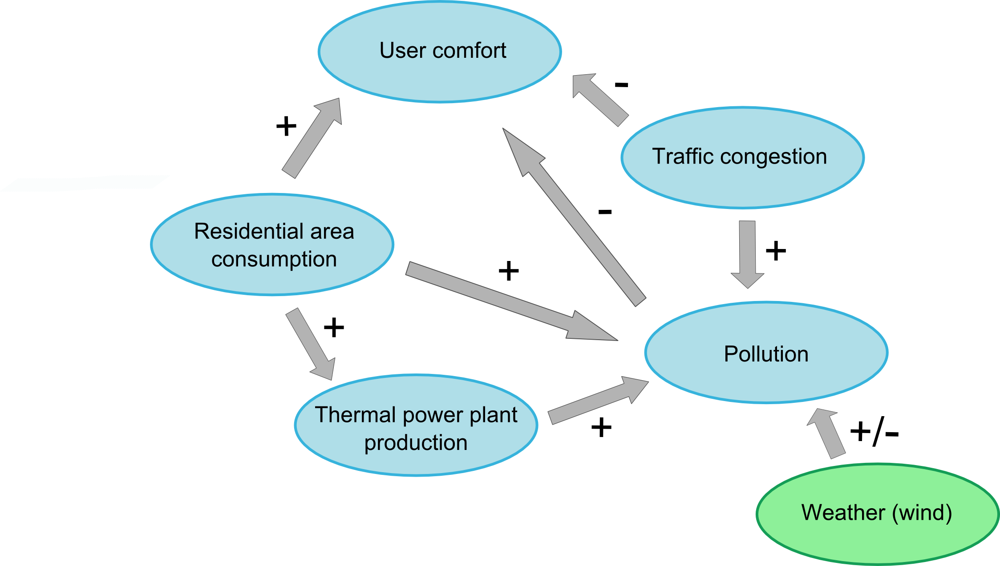 User comfort
-
+
Traffic congestion
-
Residential area
consumption
+
+
+
Pollution
Thermal power plant
production
+
+/-
Weather (wind)